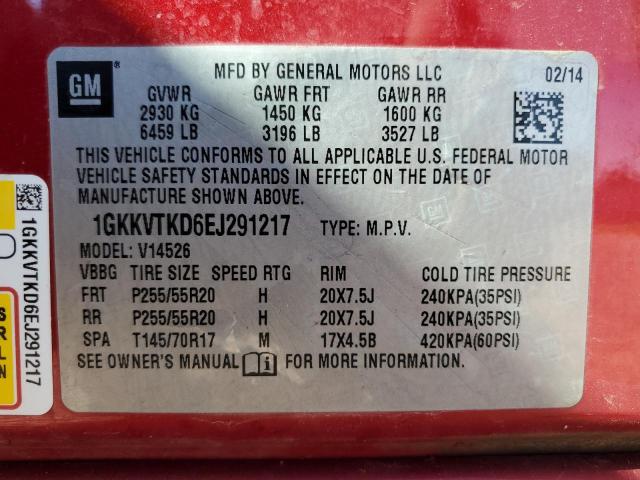 GM ®
MFD BY GENERAL MOTORS LLC 02/14
GVWR GAWR FRT GAWR RR
2930 KG 1450 KG 1600 KG
6459 LB 3196 LB 3527 LB
THIS VEHICLE CONFORMS TO ALL APPLICABLE U.S. FEDERAL MOTOR
VEHICLE SAFETY STANDARDS IN EFFECT ON THE DATE OF
MANUFACTURE SHOWN ABOVE.
1GKKVTKD6EJ291217 TYPE: M.P.V.
MODEL: V14526
VBBG TIRE SIZE SPEED RTG RIM COLD TIRE PRESSURE
FRT P255/55R20 H 20X7.5J 240KPA(35PSI)
RR P255/55R20 H 20X7.5J 240KPA(35PSI)
SPA T145/70R17 M 17X4.5B 420KPA(60PSI)
SEE OWNER'S MANUAL FOR MORE INFORMATION.
1GKKVTKD6EJ291217